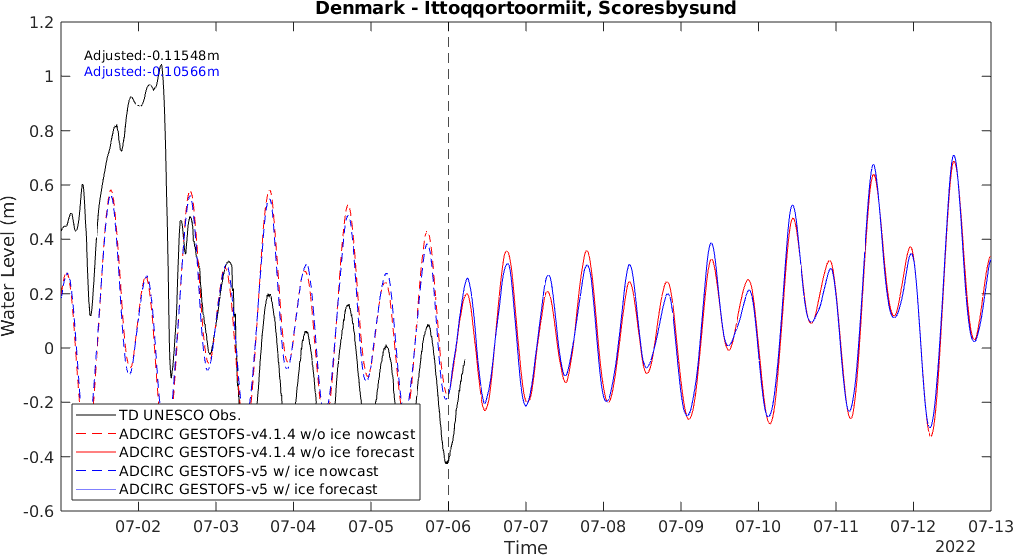 Denmark - Ittoqqortoormiit, Scoresbysund
1.2
1
0.8
0.6
0.4
0.2
0
-0.2
-0.4
-0.6
Water Level (m)
Adjusted:-0.11548m
Adjusted:-0.10566m
TD UNESCO Obs.
ADCIRC GESTOFS-v4.1.4 w/o ice nowcast
ADCIRC GESTOFS-v4.1.4 w/o ice forecast
ADCIRC GESTOFS-v5 w/ ice nowcast
ADCIRC GESTOFS-v5 w/ ice forecast
07-02 07-03 07-04 07-05 07-06 07-07 07-08 07-09 07-10 07-11 07-12 07-13
Time
2022